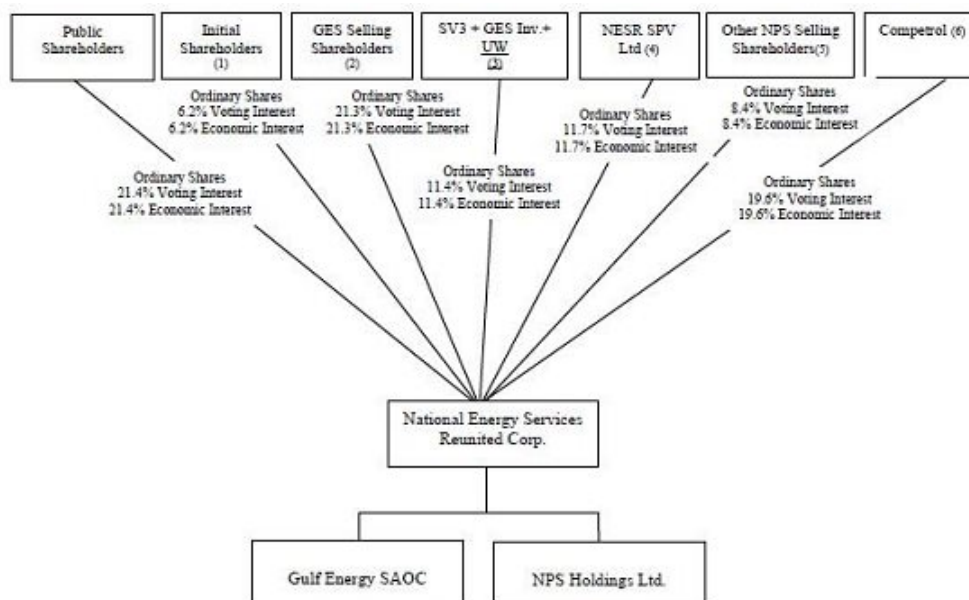 Public
Shareholders
Initial
Shareholders
(1)
GES Selling
Shareholders
(2)
SV3 + GES Inv.+
UW
(3)
NESR SPV
Ltd (4)
Other NPS Selling
Shareholders(5)
Competrol (6)
Ordinary Shares
6.2% Voting Interest
6.2% Economic Interest
Ordinary Shares
21.3% Voting Interest
21.3% Economic Interest
Ordinary Shares
11.7% Voting Interest
11.7% Economic Interest
Ordinary Shares
8.4% Voting Interest
8.4% Economic Interest
Ordinary Shares
21.4% Voting Interest
21.4% Economic Interest
Ordinary Shares
11.4% Voting Interest
11.4% Economic Interest
Ordinary Shares
19.6% Voting Interest
19.6% Economic Interest
National Energy Services
Reunited Corp.
Gulf Energy SAOC
NPS Holdings Ltd.